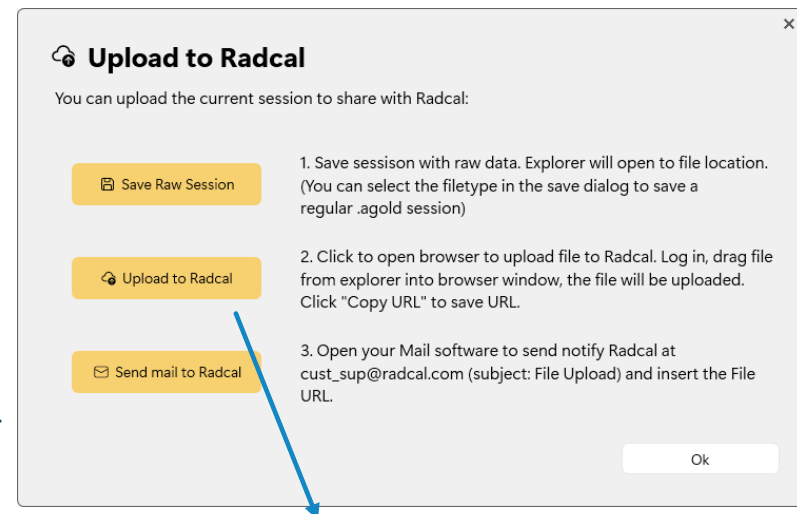 Upload to Radcal
You can upload the current session to share with Radcal:
Save Raw Session
1. Save sessison with raw data. Explorer will open to file location.
(You can select the filetype in the save dialog to save a
regular .agold session)
Upload to Radcal
2. Click to open browser to upload file to Radcal. Log in, drag file
from explorer into browser window, the file will be uploaded.
Click "Copy URL" to save URL.
Send mail to Radcal
3. Open your Mail software to send notify Radcal at
cust_sup@radcal.com (subject: File Upload) and insert the File
URL.
Ok